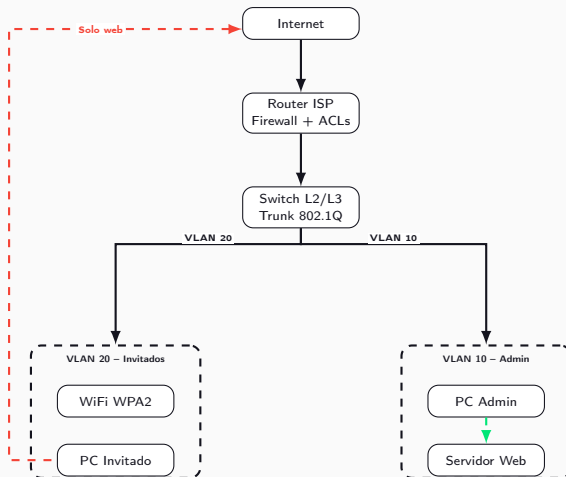 Internet
Solo web
Router ISP
Firewall + ACLs
Switch L2/L3
Trunk 802.1Q
VLAN 20
VLAN 10
VLAN 20 – Invitados
WiFi WPA2
PC Invitado
VLAN 10 – Admin
PC Admin
Servidor Web